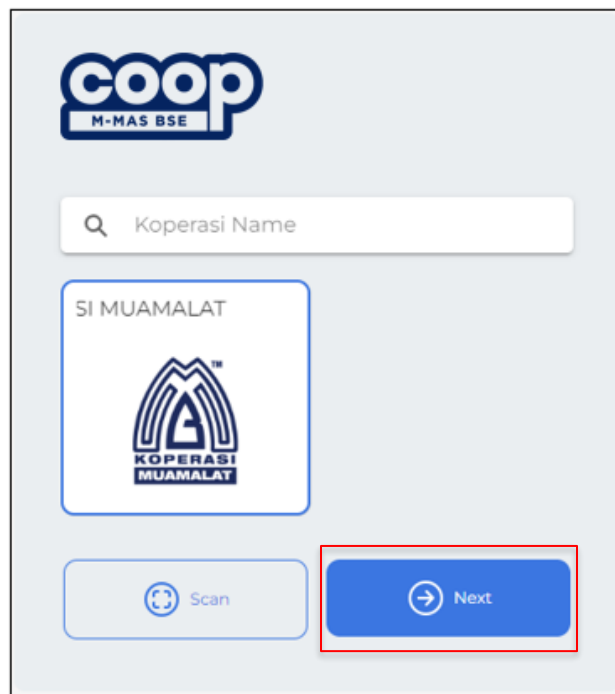 coop
M-MAS BSE
Koperasi Name
SI MUAMALAT
TM
KOPERASI
MUAMALAT
Scan
Next